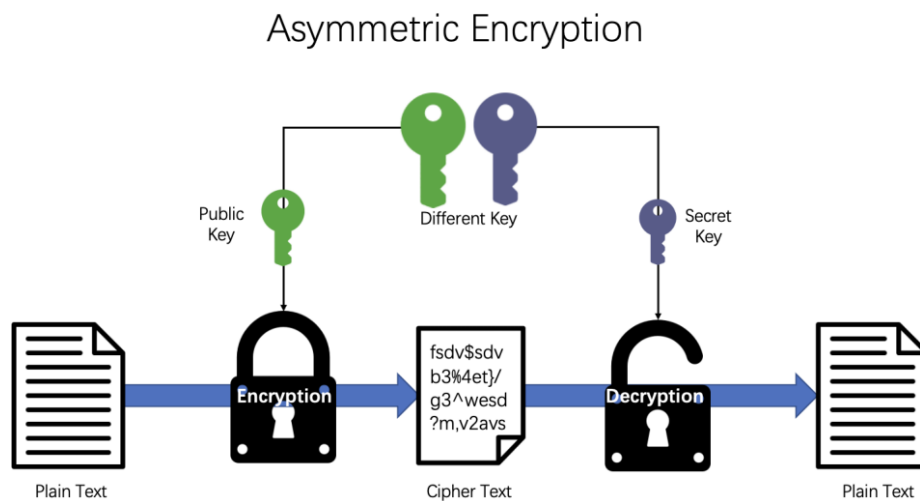 Asymmetric Encryption
Public
Key
Different Key
Secret
Key
fsdv$sdv
b3%4et}/
g3^wesd
?m,v2avs
Encryption
Decryption
Plain Text
Cipher Text
Plain Text